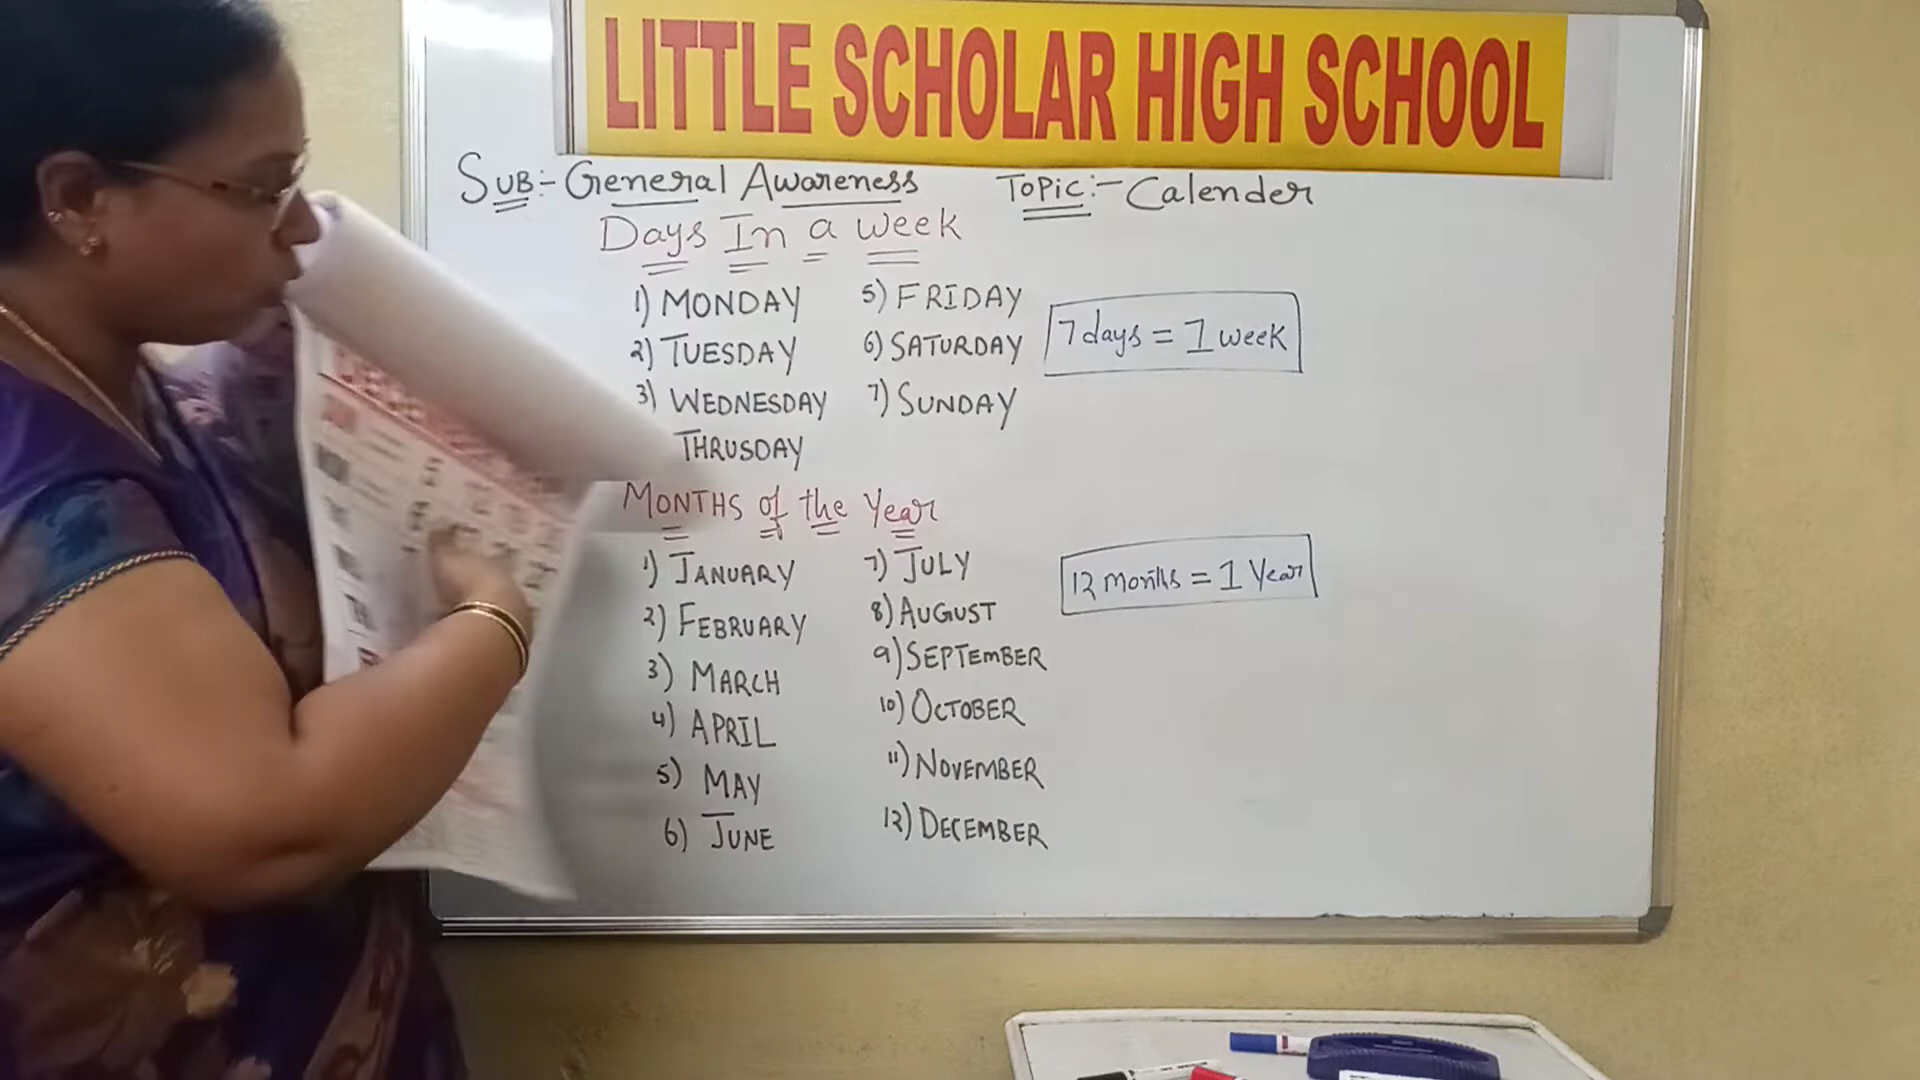 LITTLE SCHOLAR HIGH SCHOOL
SUB:- General Awareness Topic:- Calender
Days In a week
1) MONDAY 5) FRIDAY
2) TUESDAY 6) SATURDAY
7 days = 1 week
3) WEDNESDAY 7) SUNDAY
THRUSDAY
MONTHS of the Year
1) JANUARY 7) JULY
12 months = 1 Year
2) FEBRUARY 8) AUGUST
3) MARCH 9) SEPTEmBER
4) APRIL 10) OCTOBER
5) MAY 11) NOVEMBER
6) JUNE 12) DECEMBER